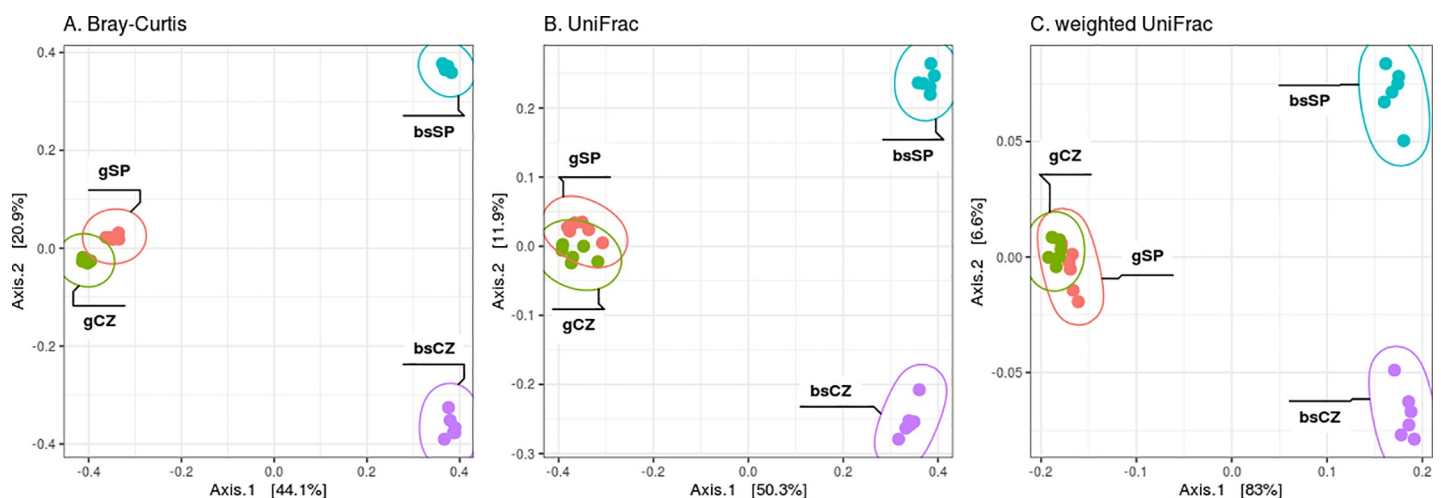 A. Bray-Curtis
0.4
0.2
0.0
-0.2
-0.4
Axis.2 [20.9%]
gSP
gCZ
bsSP
bsCZ
-0.4 -0.2 0.0 0.2 0.4
Axis.1 [44.1%]
B. UniFrac
0.2
0.1
0.0
-0.1
-0.2
-0.3
Axis.2 [11.9%]
gSP
gCZ
bsSP
bsCZ
-0.4 -0.2 0.0 0.2 0.4
Axis.1 [50.3%]
C. weighted UniFrac
0.05
0.00
-0.05
Axis.2 [6.6%]
bsSP
gCZ
gSP
bsCZ
-0.2 -0.1 0.0 0.1 0.2
Axis.1 [83%]